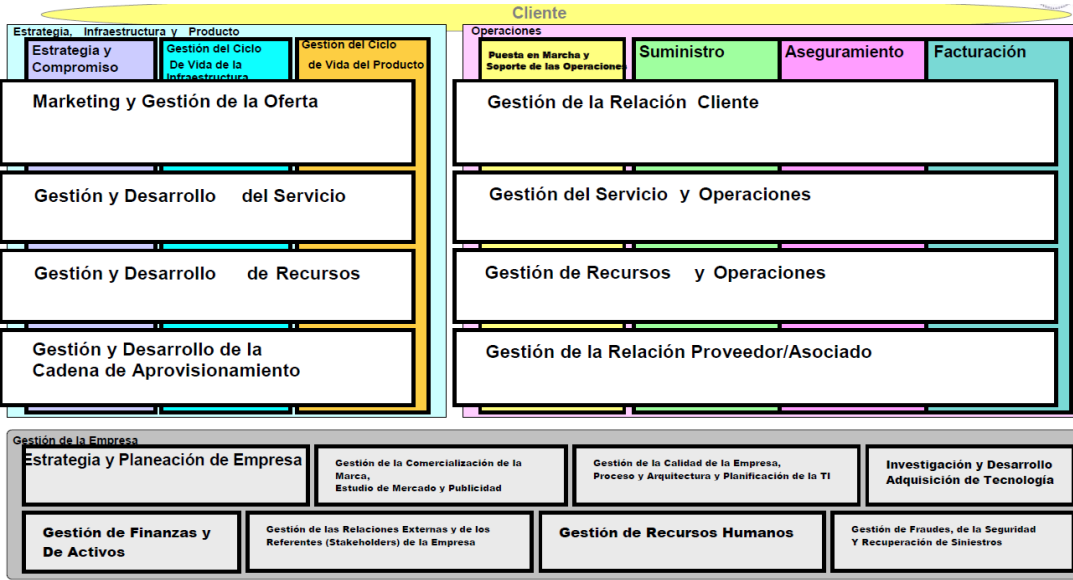 Cliente
Estrategia, Infraestructura y Producto
Estrategia y
Compromiso
Gestión del Ciclo
De Vida de la
Infraestructura
Gestión del Ciclo
de Vida del Producto
Marketing y Gestión de la Oferta
Gestión y Desarrollo del Servicio
Gestión y Desarrollo de Recursos
Gestión y Desarrollo de la
Cadena de Aprovisionamiento
Operaciones
Puesta en Marcha y
Soporte de las Operaciones
Suministro
Aseguramiento
Facturación
Gestión de la Relación Cliente
Gestión del Servicio y Operaciones
Gestión de Recursos y Operaciones
Gestión de la Relación Proveedor/Asociado
Gestión de la Empresa
Estrategia y Planeación de Empresa
Gestión de la Comercialización de la
Marca,
Estudio de Mercado y Publicidad
Gestión de la Calidad de la Empresa,
Proceso y Arquitectura y Planificación de la TI
Investigación y Desarrollo
Adquisición de Tecnología
Gestión de Finanzas y
De Activos
Gestión de las Relaciones Externas y de los
Referentes (Stakeholders) de la Empresa
Gestión de Recursos Humanos
Gestión de Fraudes, de la Seguridad
Y Recuperación de Siniestros